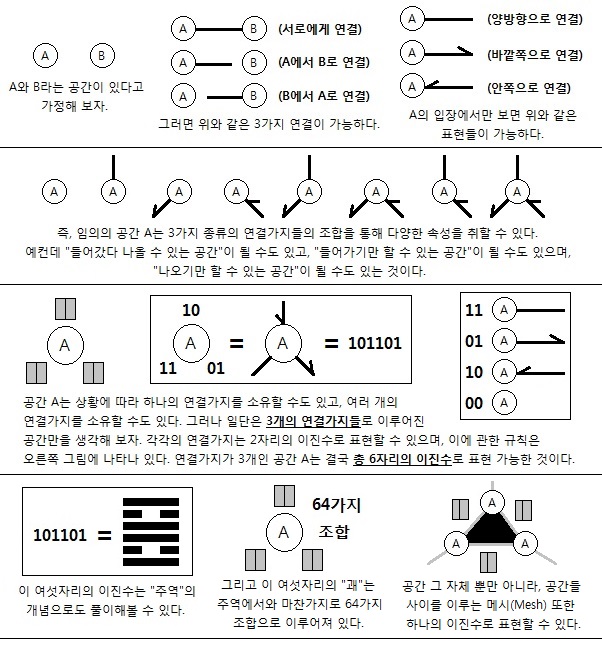 A
B
A와 B라는 공간이 있다고
가정해 보자.
A B (서로에게 연결)
A B (A에서 B로 연결)
A B (B에서 A로 연결)
그러면 위와 같은 3가지 연결이 가능하다.
A (양방향으로 연결)
A (바깥쪽으로 연결)
A (안쪽으로 연결)
A의 입장에서만 보면 위와 같은
표현들이 가능하다.
A A A A A A A A
즉, 임의의 공간 A는 3가지 종류의 연결가지들의 조합을 통해 다양한 속성을 취할 수 있다.
예컨데 "들어갔다 나올 수 있는 공간"이 될 수도 있고, "들어가기만 할 수 있는 공간"이 될 수도 있으며,
"나오기만 할 수 있는 공간"이 될 수도 있는 것이다.
A
10
A = A = 101101
11 01
11 A
01 A
10 A
00 A
공간 A는 상황에 따라 하나의 연결가지를 소유할 수도 있고, 여러 개의
연결가지를 소유할 수도 있다. 그러나 일단은 3개의 연결가지들로 이루어진
공간만을 생각해 보자. 각각의 연결가지는 2자리의 이진수로 표현할 수 있으며, 이에 관한 규칙은
오른쪽 그림에 나타나 있다. 연결가지가 3개인 공간 A는 결국 총 6자리의 이진수로 표현 가능한 것이다.
101101 =
이 여섯자리의 이진수는 "주역"의
개념으로도 풀이해볼 수 있다.
64가지
A 조합
그리고 이 여섯자리의 "괘"는
주역에서와 마찬가지로 64가지
조합으로 이루어져 있다.
A
A A
공간 그 자체 뿐만 아니라, 공간들
사이를 이루는 메시(Mesh) 또한
하나의 이진수로 표현할 수 있다.